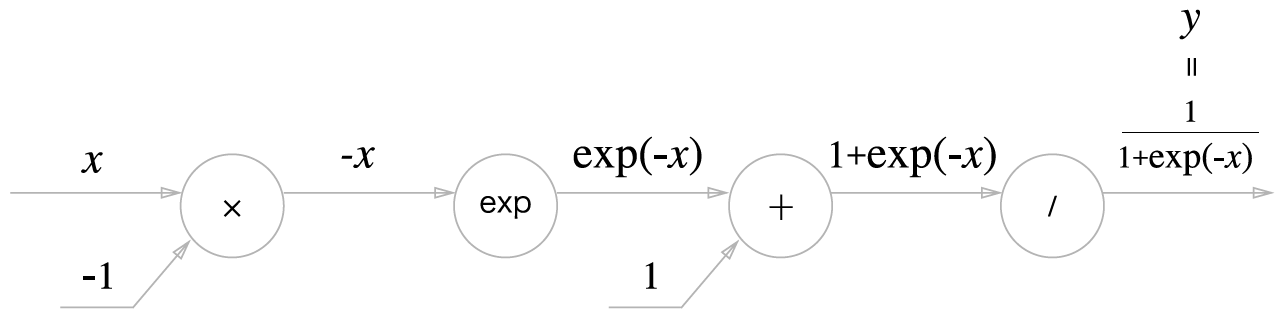 y
=
1
1+exp(-x)
x
-x
exp(-x)
1+exp(-x)
×
exp
+
/
-1
1